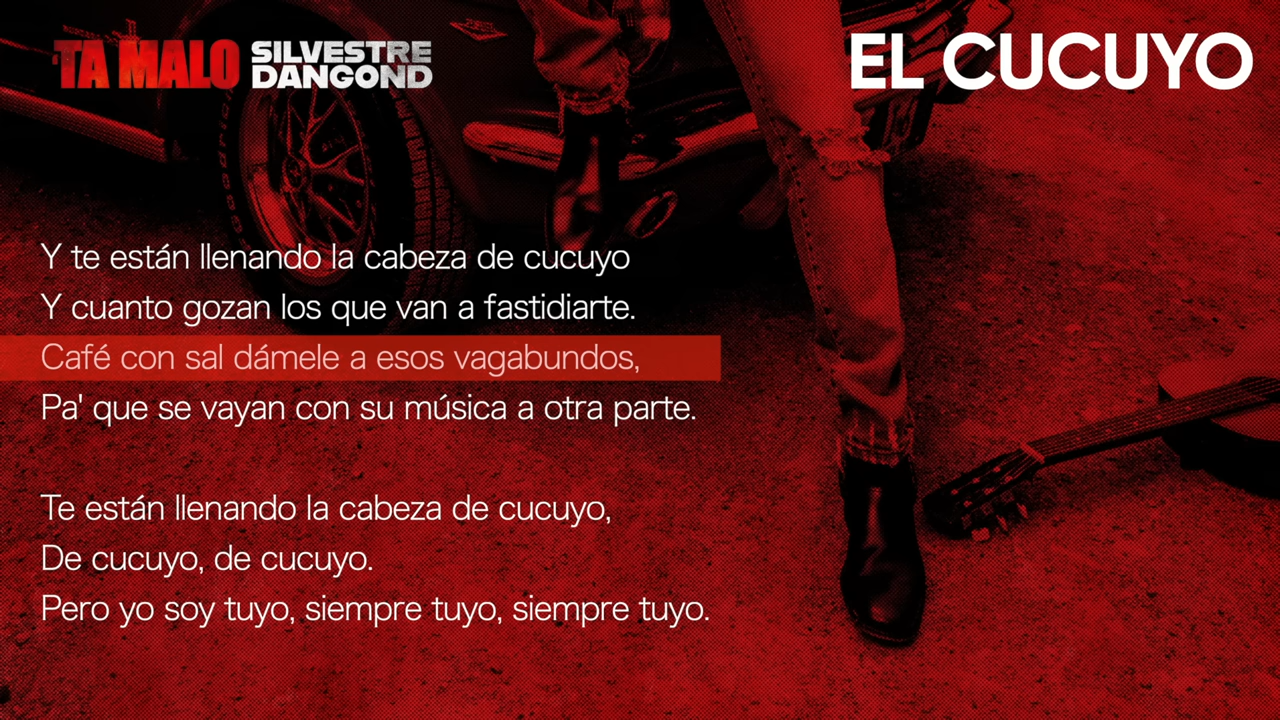 TA MALO
SILVESTRE
DANGOND
EL CUCUYO
Y te están llenando la cabeza de cucuyo
Y cuanto gozan los que van a fastidiarte.
Café con sal dámele a esos vagabundos,
Pa' que se vayan con su música a otra parte.
Te están llenando la cabeza de cucuyo,
De cucuyo, de cucuyo.
Pero yo soy tuyo, siempre tuyo, siempre tuyo.